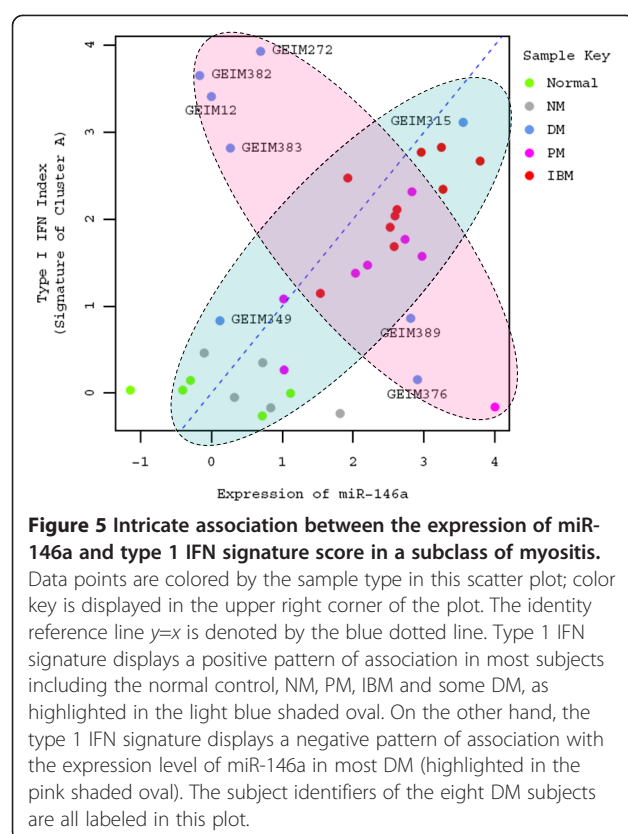 GEIM272
GEIM382
GEIM12
GEIM383
GEIM315
GEIM349
GEIM389
GEIM376
4
3
2
1
0
Type I IFN Index
(Signature of Cluster A)
-1 0 1 2 3 4
Expression of miR-146a
Sample Key
Normal
NM
DM
PM
IBM
Figure 5 Intricate association between the expression of miR-
146a and type 1 IFN signature score in a subclass of myositis.
Data points are colored by the sample type in this scatter plot; color
key is displayed in the upper right corner of the plot. The identity
reference line y=x is denoted by the blue dotted line. Type 1 IFN
signature displays a positive pattern of association in most subjects
including the normal control, NM, PM, IBM and some DM, as
highlighted in the light blue shaded oval. On the other hand, the
type 1 IFN signature displays a negative pattern of association with
the expression level of miR-146a in most DM (highlighted in the
pink shaded oval). The subject identifiers of the eight DM subjects
are all labeled in this plot.